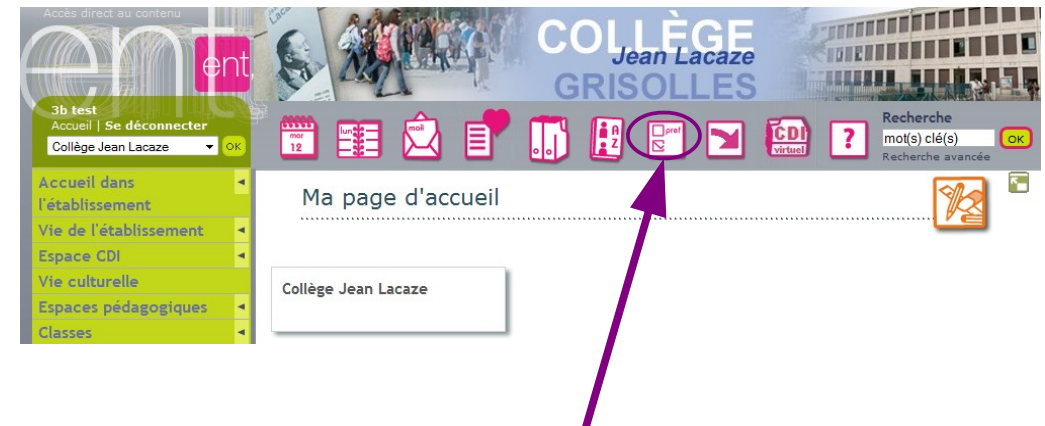 Accès direct au contenu
ent
ent
COLLÈGE
Jean Lacaze
GRISOLLES
3b test
Accueil | Se déconnecter
Collège Jean Lacaze
OK
mar
12
lun
mail
A
Z
pref
CDI
virtuel
?
Recherche
mot(s) clé(s)
OK
Recherche avancée
Accueil dans
l'établissement
Vie de l'établissement
Espace CDI
Vie culturelle
Espaces pédagogiques
Classes
Ma page d'accueil
Collège Jean Lacaze